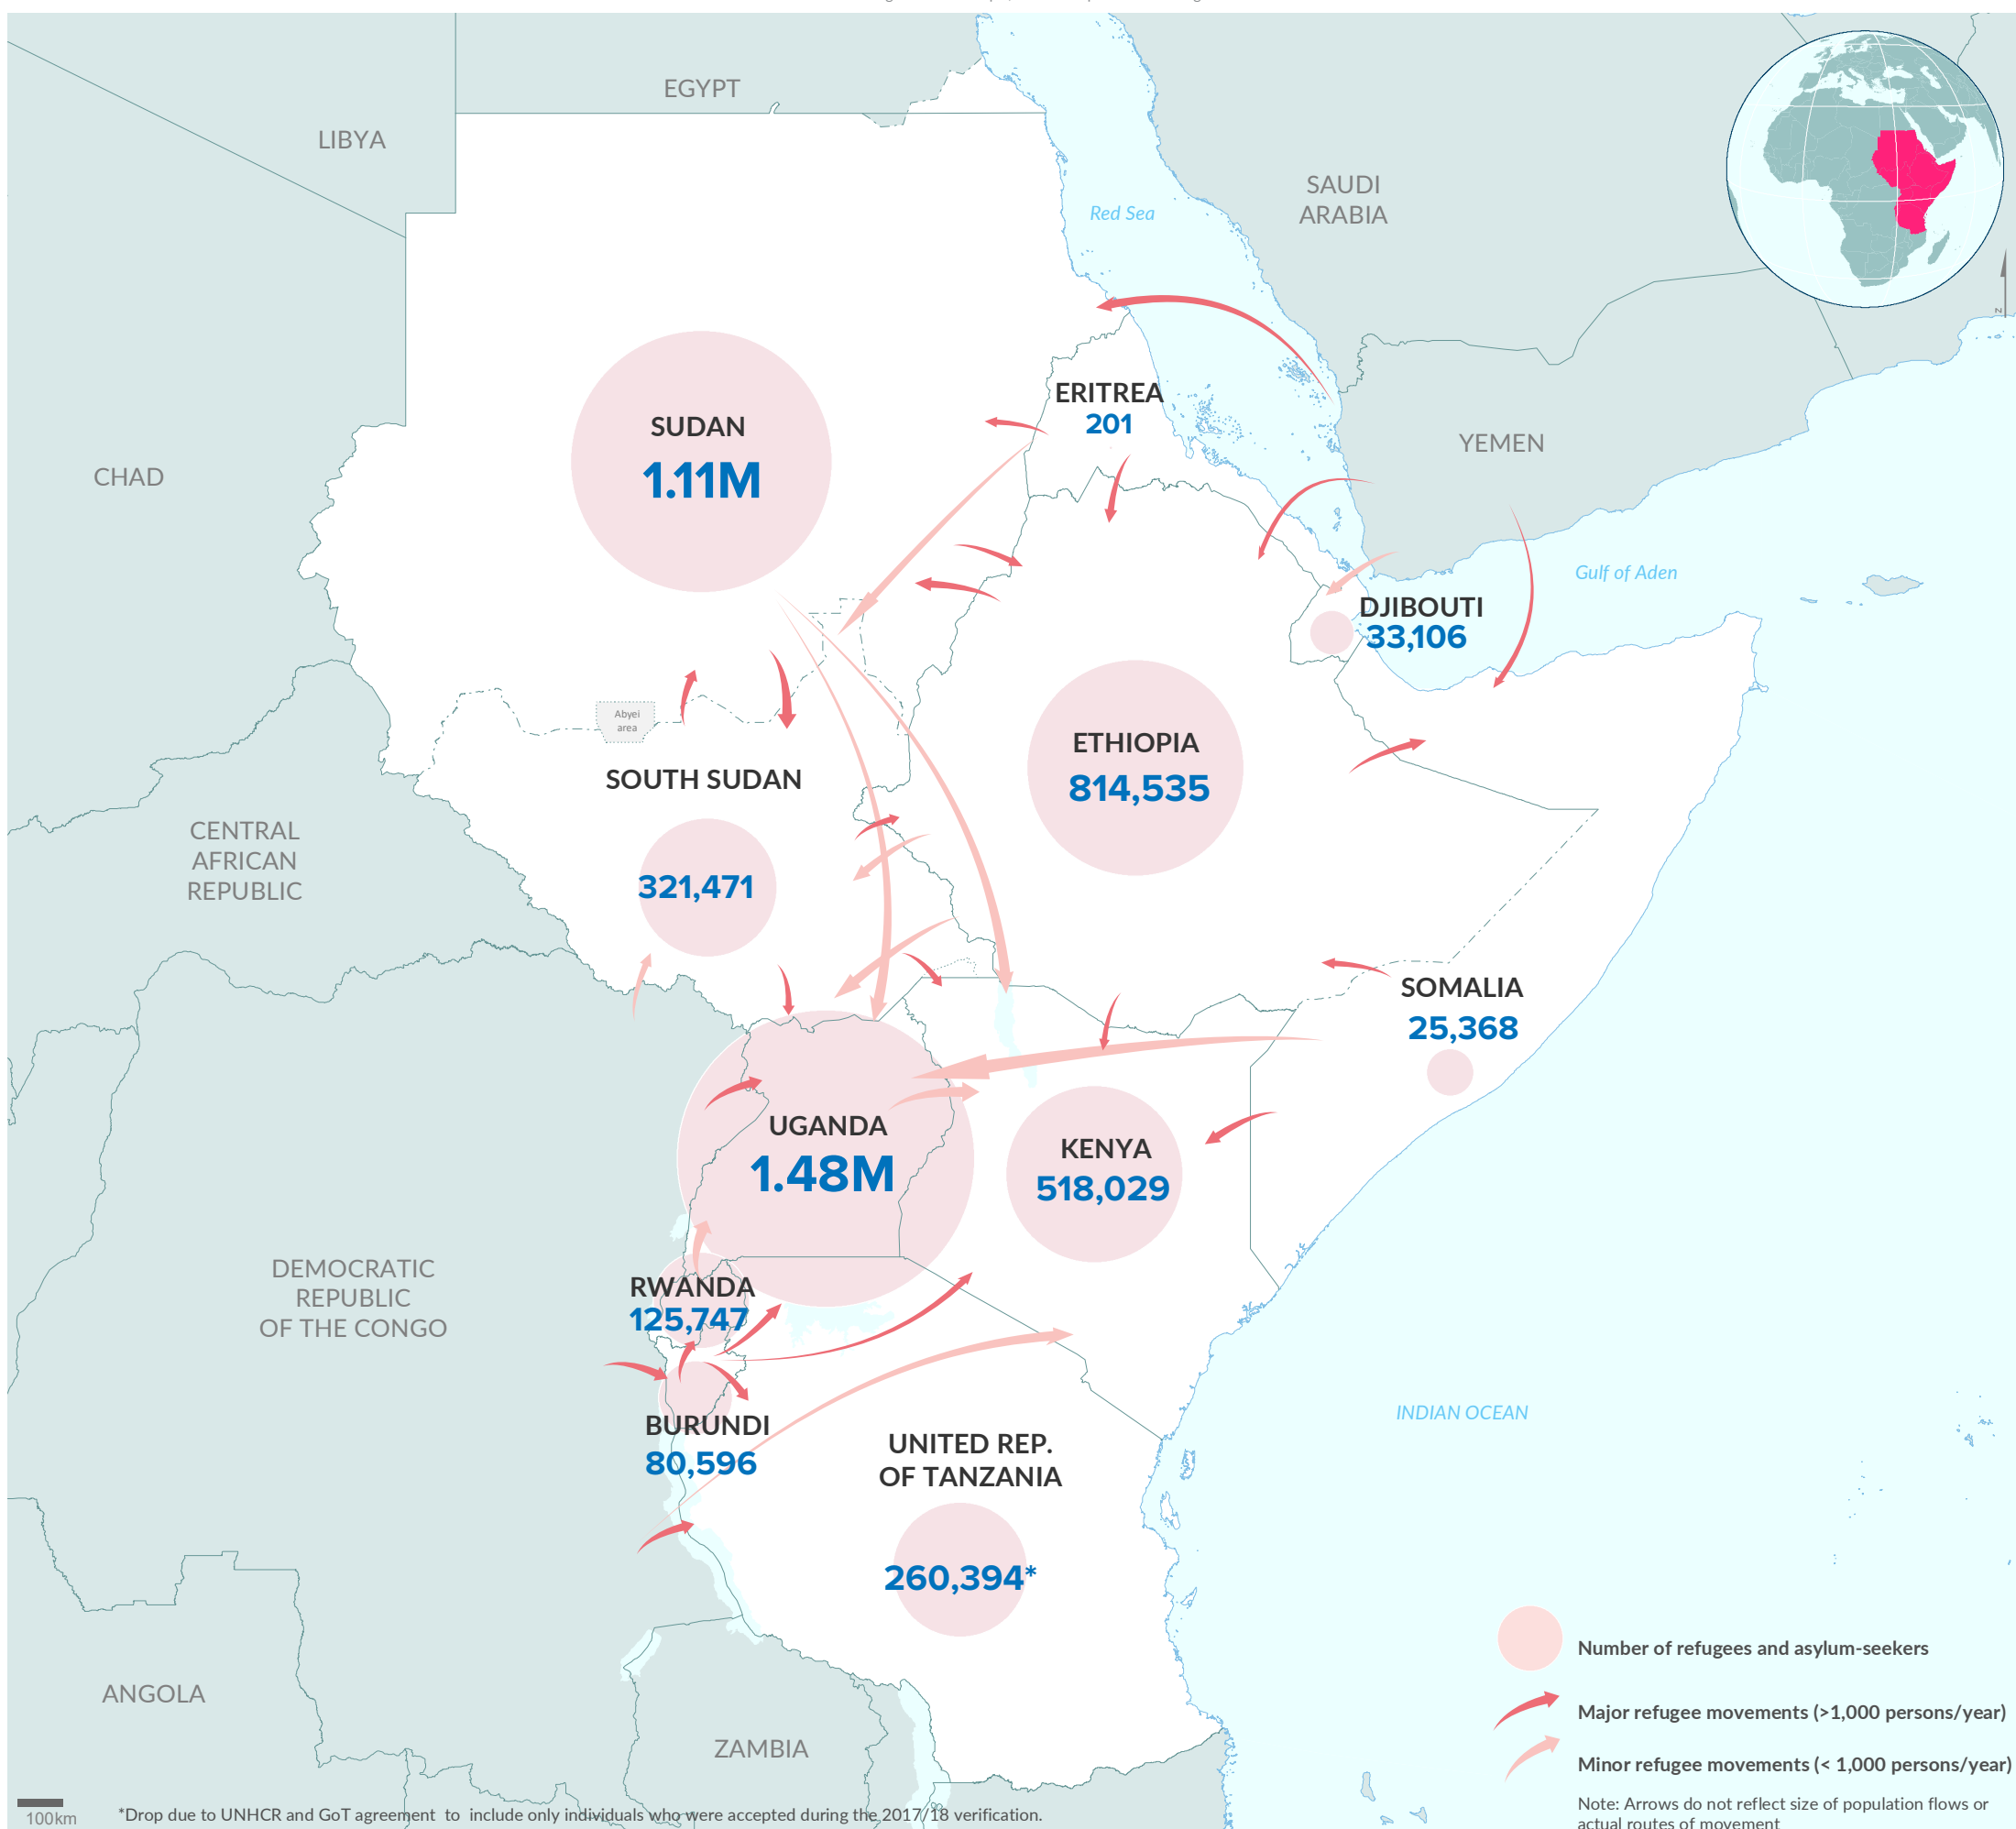 EGYPT
LIBYA
SAUDI
ARABIA
Red Sea
N
ERITREA
201
SUDAN
1.11M
YEMEN
CHAD
Gulf of Aden
DJIBOUTI
33,106
Abyei
area
ETHIOPIA
814,535
SOUTH SUDAN
CENTRAL
AFRICAN
REPUBLIC
321,471
SOMALIA
25,368
UGANDA
1.48M
KENYA
518,029
DEMOCRATIC
REPUBLIC
OF THE CONGO
RWANDA
125,747
BURUNDI
80,596
INDIAN OCEAN
UNITED REP.
OF TANZANIA
260,394*
ANGOLA
ZAMBIA
Number of refugees and asylum-seekers
Major refugee movements (>1,000 persons/year)
Minor refugee movements (< 1,000 persons/year)
Note: Arrows do not reflect size of population flows or
actual routes of movement
100km
*Drop due to UNHCR and GoT agreement to include only individuals who were accepted during the 2017/18 verification.